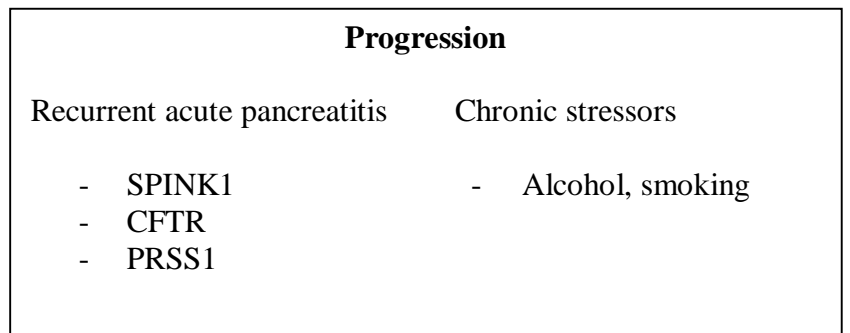 Progression
Recurrent acute pancreatitis Chronic stressors
- SPINK1 - Alcohol, smoking
- CFTR
- PRSS1